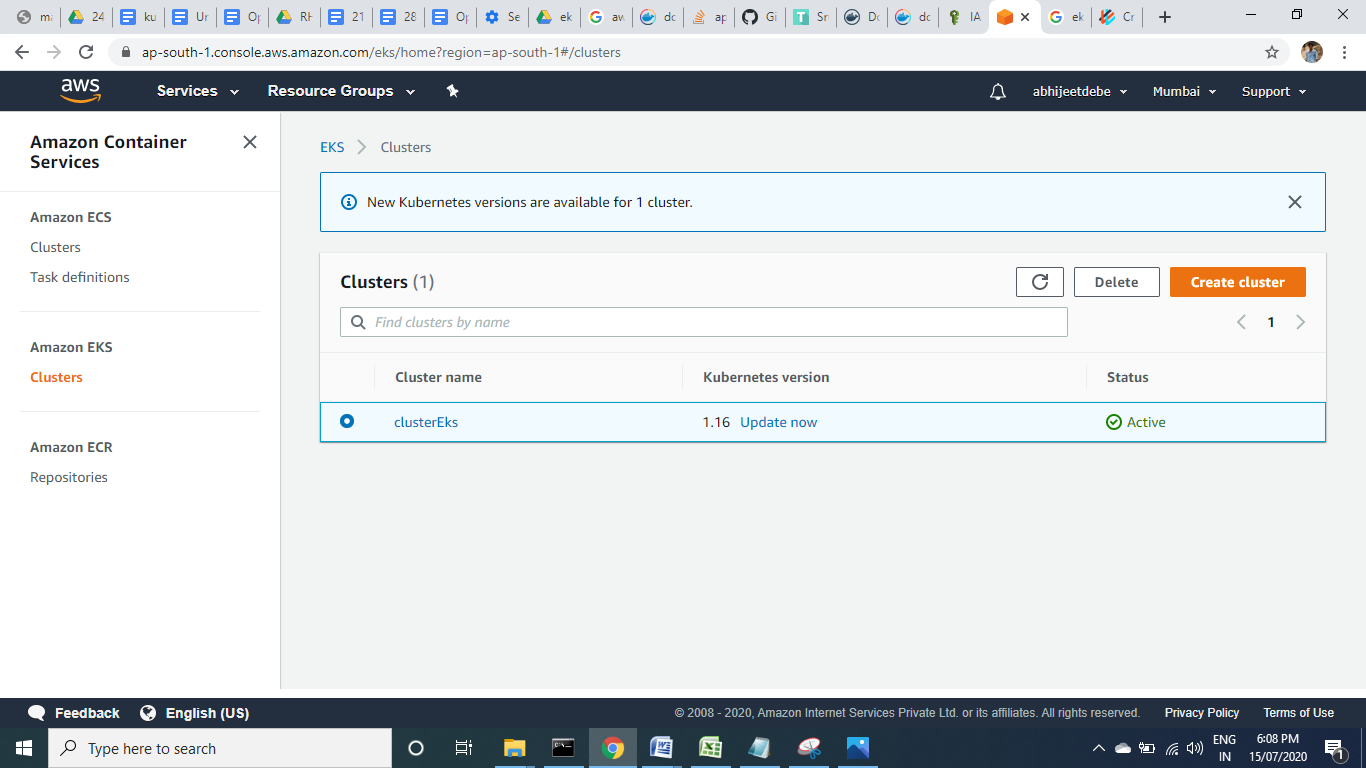 24
ku
Ur
Op
RH
21
28
Op
Se
ek
aw
dc
ap
Gi
Sn
Do
dc
IA
ek
Cr
ap-south-1.console.aws.amazon.com/eks/home?region=ap-south-1#/clusters
aws
Services
Resource Groups
abhijeetdebe
Mumbai
Support
Amazon Container
Services
Amazon ECS
Clusters
Task definitions
Amazon EKS
Clusters
Amazon ECR
Repositories
EKS
Clusters
New Kubernetes versions are available for 1 cluster.
Clusters (1)
Delete
Create cluster
Find clusters by name
1
Cluster name
Kubernetes version
Status
clusterEks
1.16 Update now
Active
Feedback
English (US)
© 2008 - 2020, Amazon Internet Services Private Ltd. or its affiliates. All rights reserved.
Privacy Policy
Terms of Use
Type here to search
ENG
IN
6:08 PM
15/07/2020
1